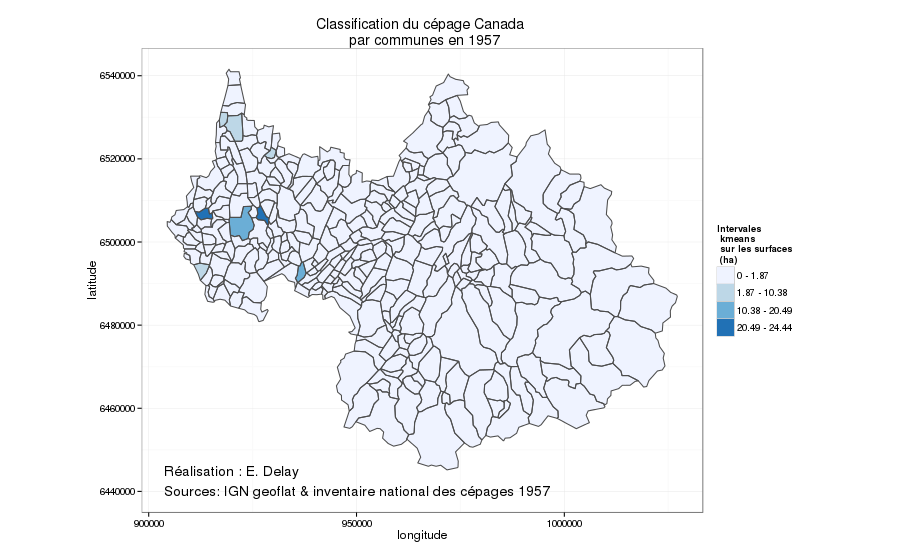 Classification du cépage Canada
par communes en 1957
6540000
6520000
6500000
6480000
6460000
6440000
latitude
Réalisation : E. Delay
Sources: IGN geoflat & inventaire national des cépages 1957
900000
950000
1000000
longitude
Intervales
kmeans
sur les surfaces
(ha)
0 - 1.87
1.87 - 10.38
10.38 - 20.49
20.49 - 24.44